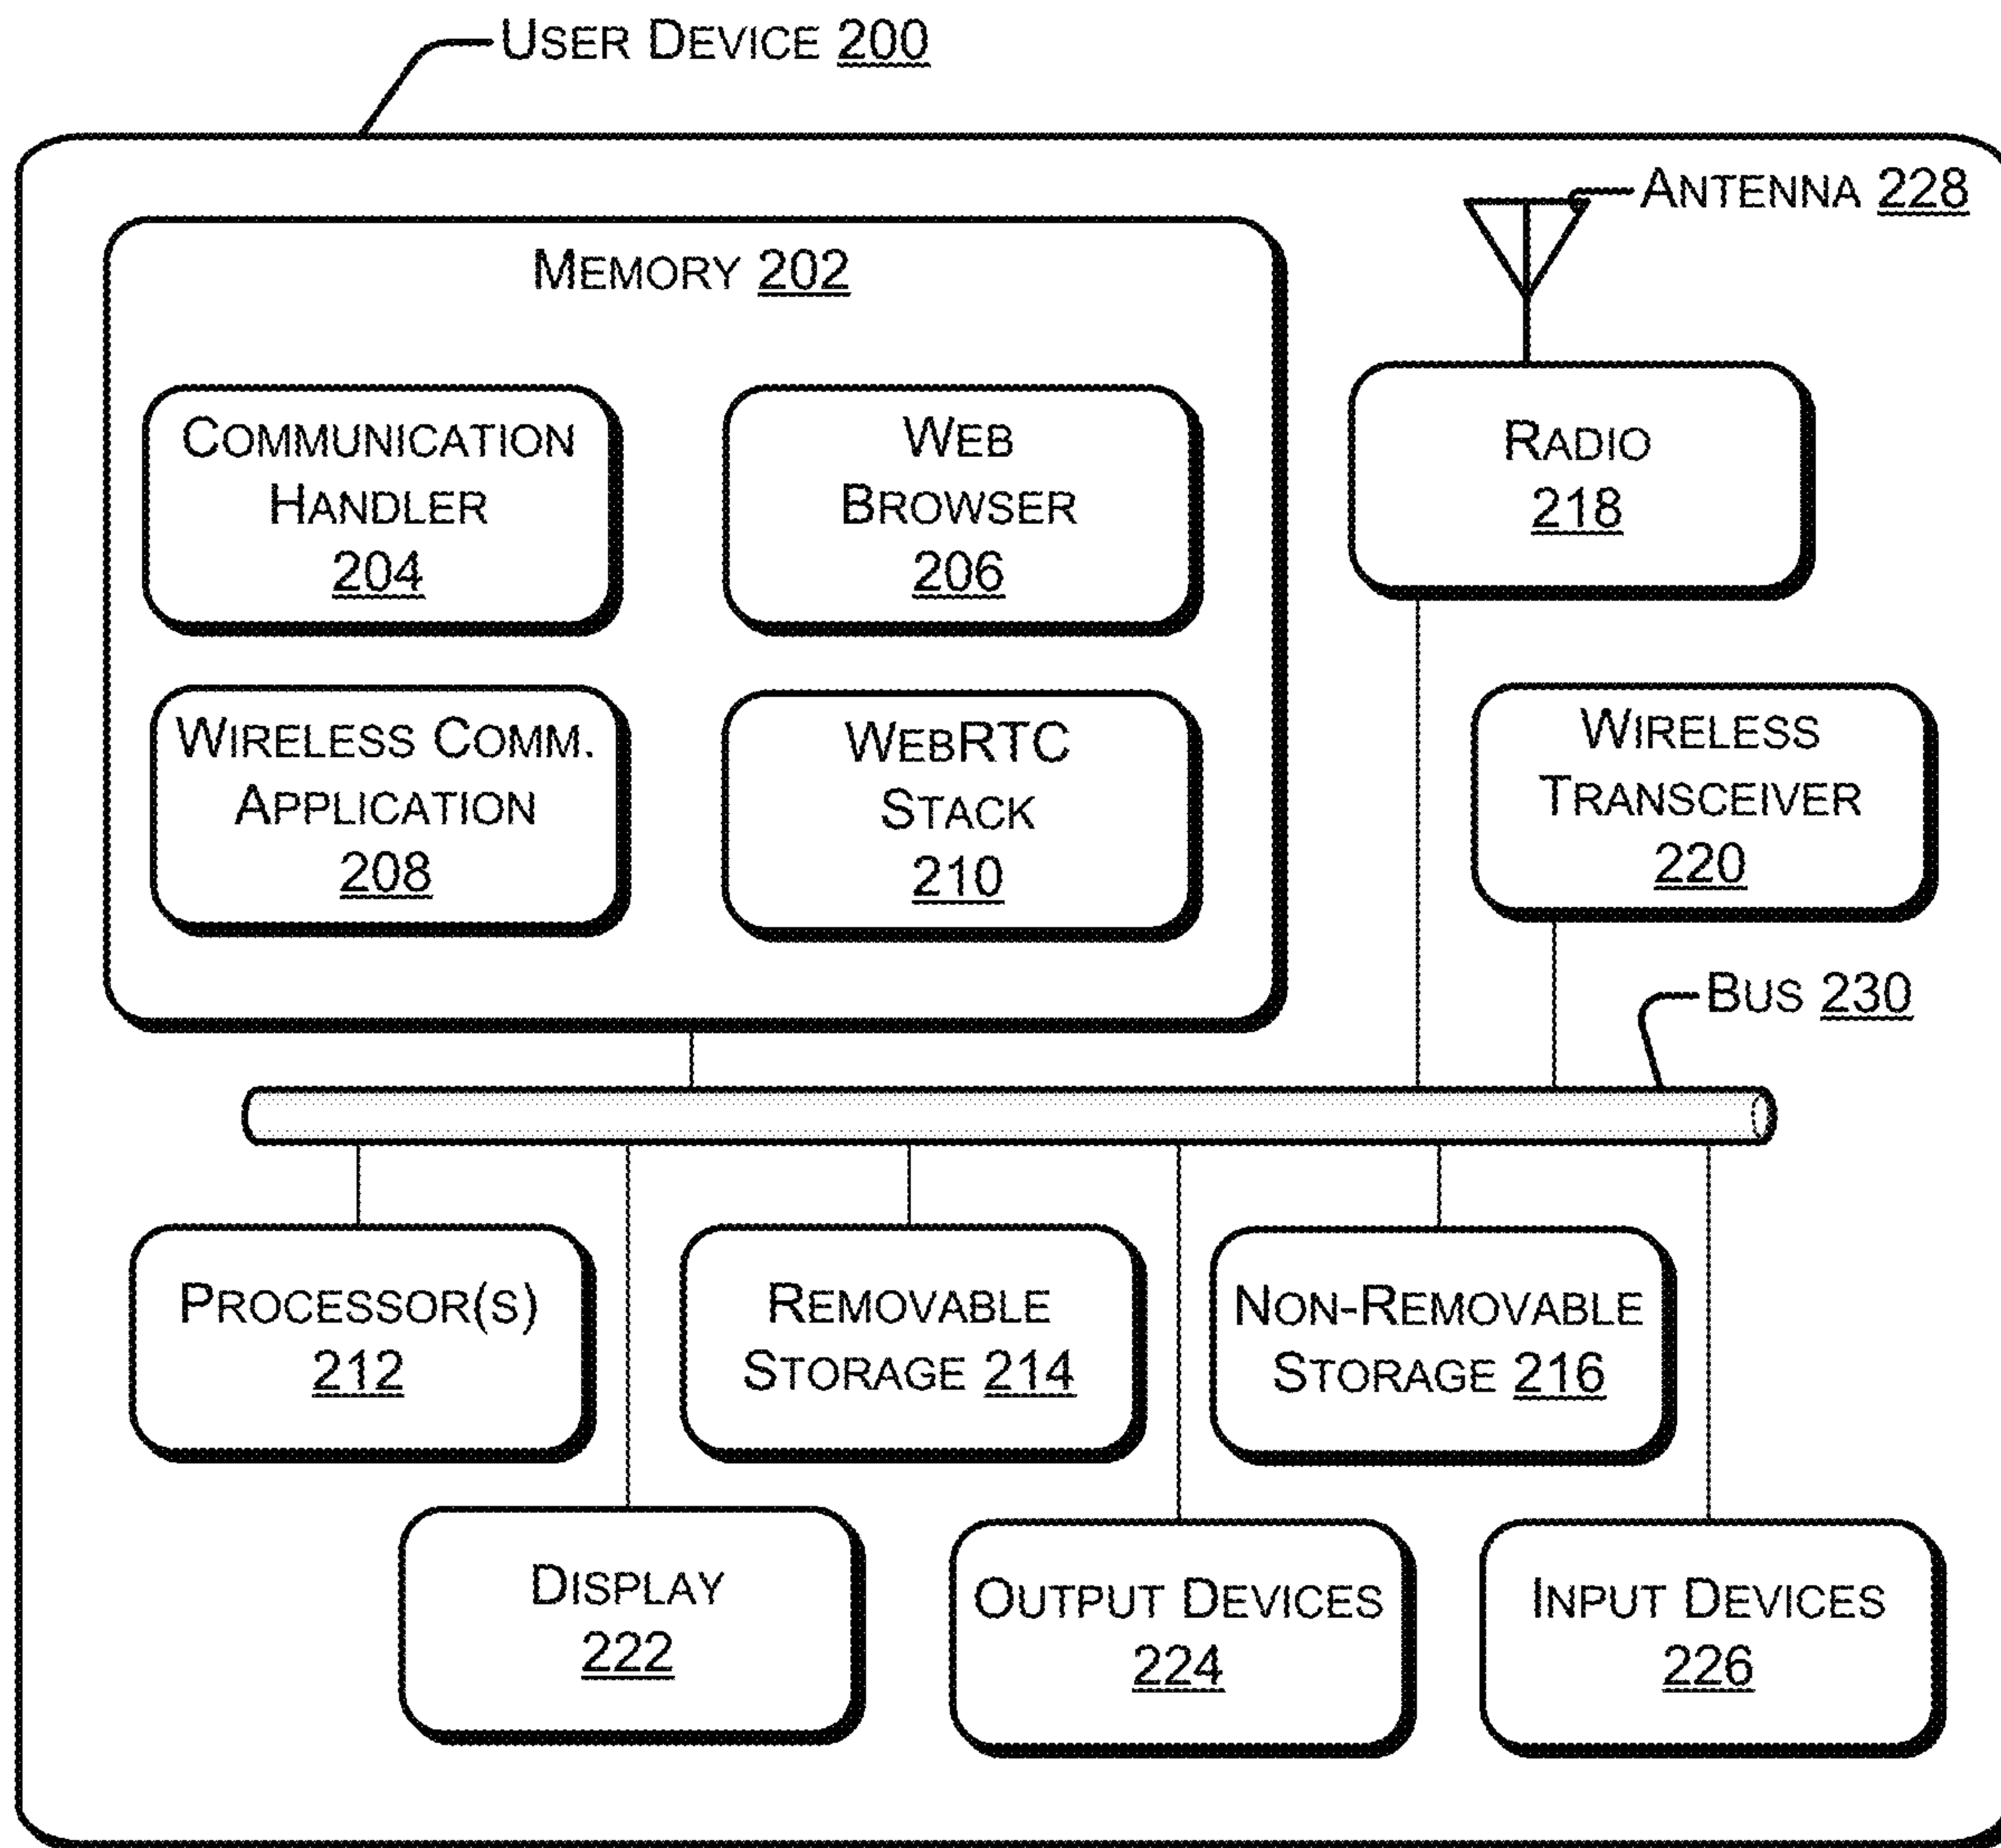 USER DEVICE 200
ANTENNA 228
MEMORY 202
COMMUNICATION
HANDLER
204
WEB
BROWSER
206
RADIO
218
WIRELESS COMM.
APPLICATION
208
WEBRTC
STACK
210
WIRELESS
TRANSCEIVER
220
BUS 230
PROCESSOR(S)
212
REMOVABLE
STORAGE 214
NON-REMOVABLE
STORAGE 216
DISPLAY
222
OUTPUT DEVICES
224
INPUT DEVICES
226